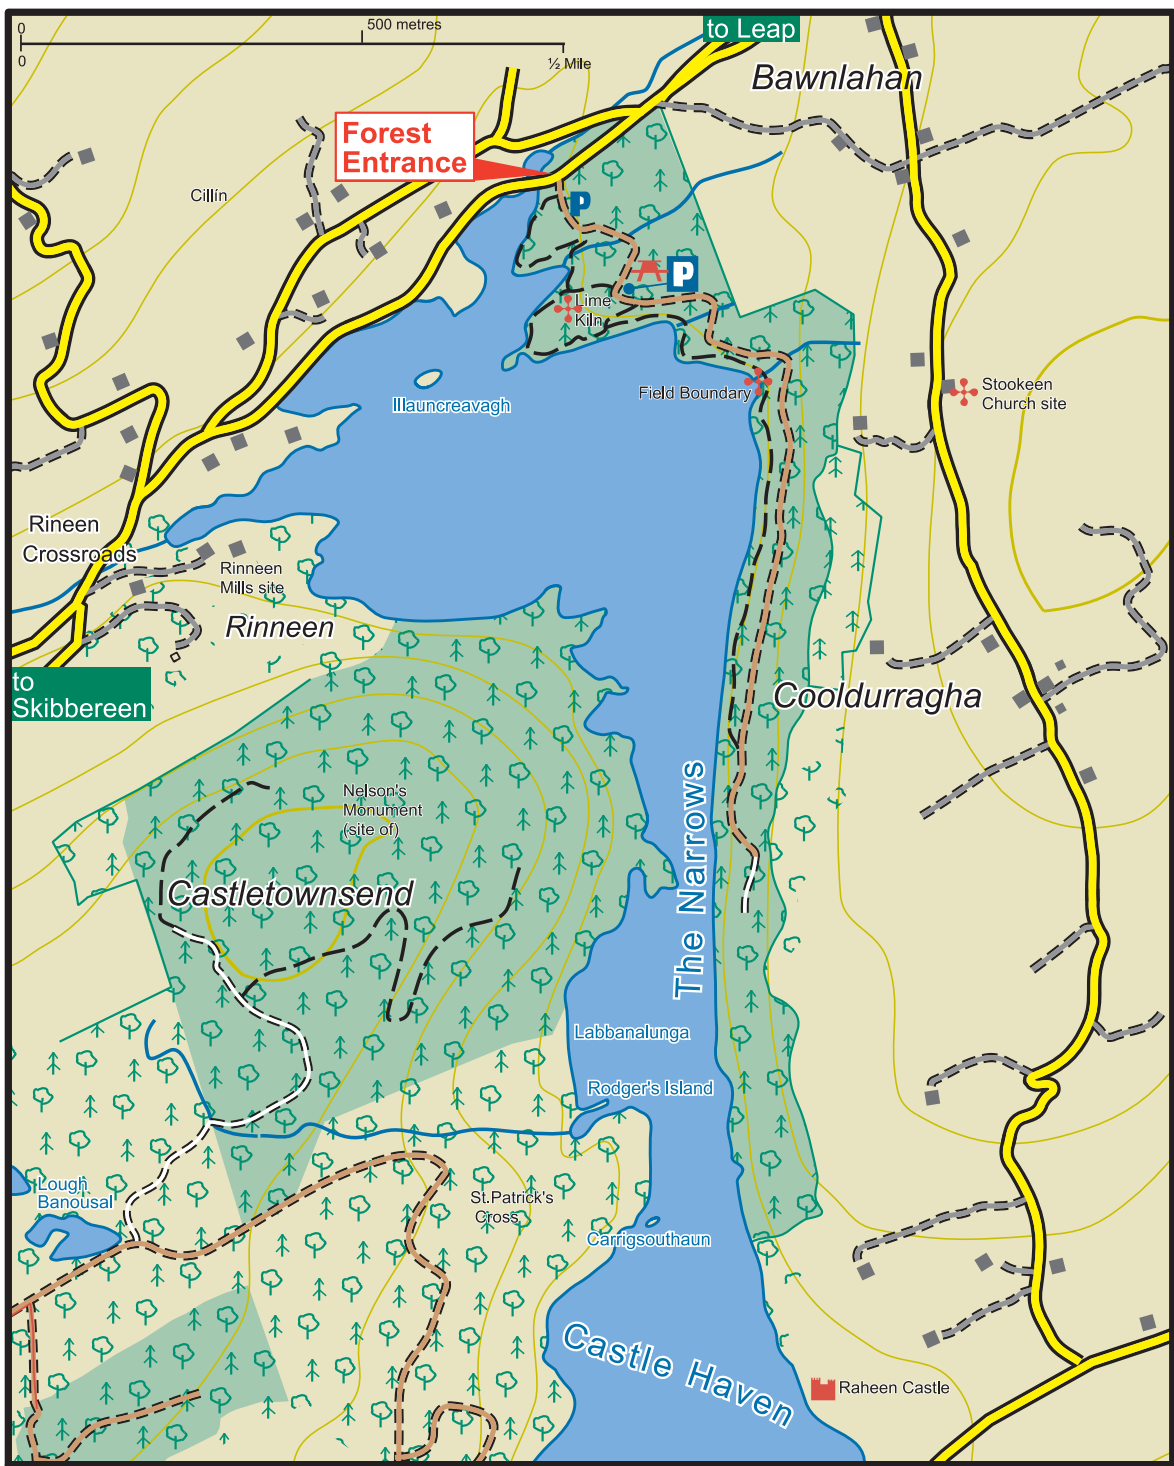 0
500 metres
to Leap
0
½ Mile
Bawnlahan
Forest
Entrance
Cillín
P
P
Lime
Kiln
Field Boundary
Stookeen
Church site
Illauncreavagh
Rineen
Crossroads
Rinneen
Mills site
Rinneen
to
Skibbereen
Cooldurragha
Nelson's
Monument
(site of)
Castletownsend
The Narrows
Labbanalunga
Rodger's Island
Lough
Banousal
St.Patrick's
Cross
Carrigsouthaun
Castle Haven
Raheen Castle